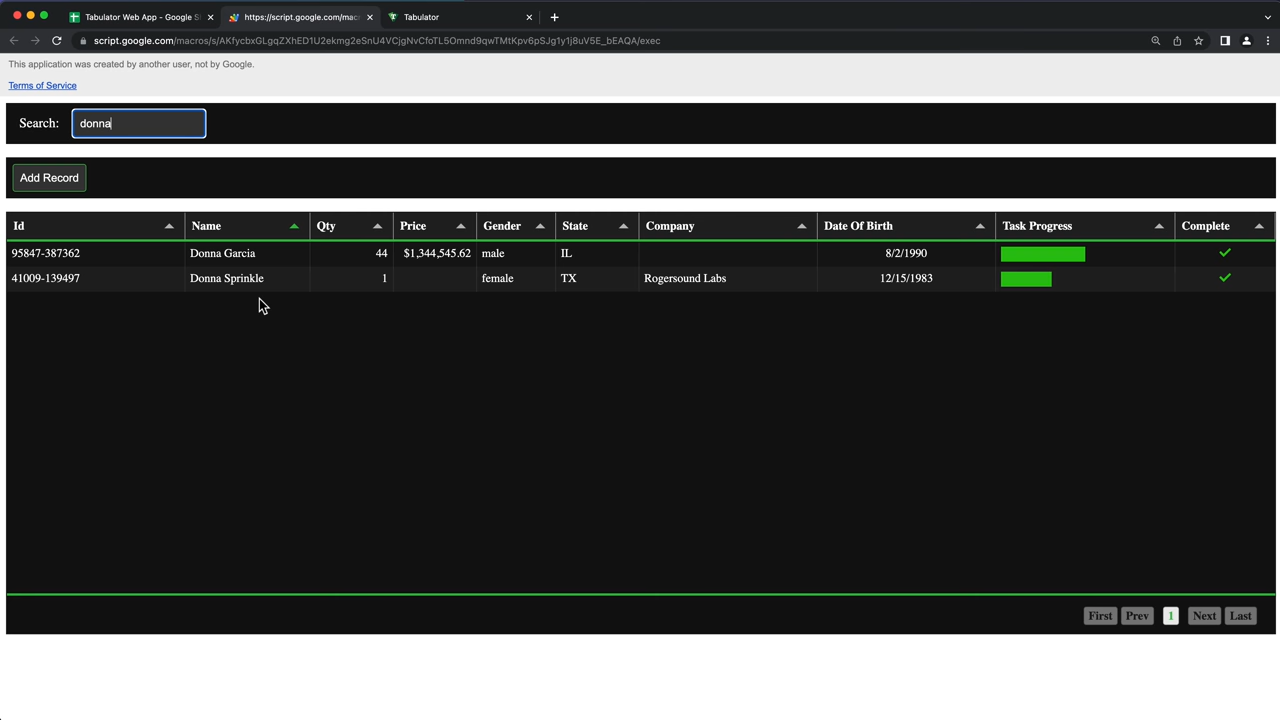 Tabulator Web App - Google S
https://script.google.com/mac
Tabulator
script.google.com/macros/s/AKfycbxGLgqZXhED1U2ekmg2eSnU4VCjgNvCfoTL5Omnd9qwTMtKpv6pSJg1y1j8uV5E_bEAQA/exec
This application was created by another user, not by Google.
Terms of Service
Search: donna
Add Record
Id Name Qty Price Gender State Company Date Of Birth Task Progress Complete
95847-387362 Donna Garcia 44 $1,344,545.62 male IL 8/2/1990
41009-139497 Donna Sprinkle 1 female TX Rogersound Labs 12/15/1983
First Prev 1 Next Last